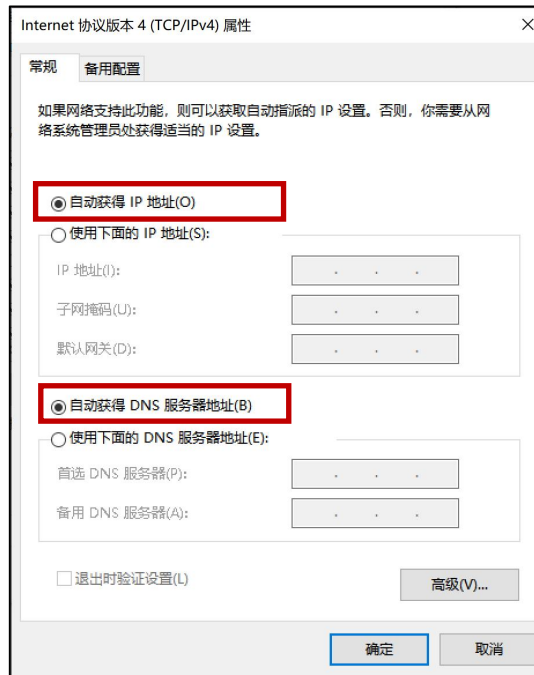 Internet 协议版本 4 (TCP/IPv4) 属性
常规 备用配置
如果网络支持此功能，则可以获取自动指派的 IP 设置。否则，你需要从网
络系统管理员处获得适当的 IP 设置。
自动获得 IP 地址(O)
使用下面的 IP 地址(S):
IP 地址(I):
子网掩码(U):
默认网关(D):
自动获得 DNS 服务器地址(B)
使用下面的 DNS 服务器地址(E):
首选 DNS 服务器(P):
备用 DNS 服务器(A):
退出时验证设置(L)
高级(V)...
确定 取消